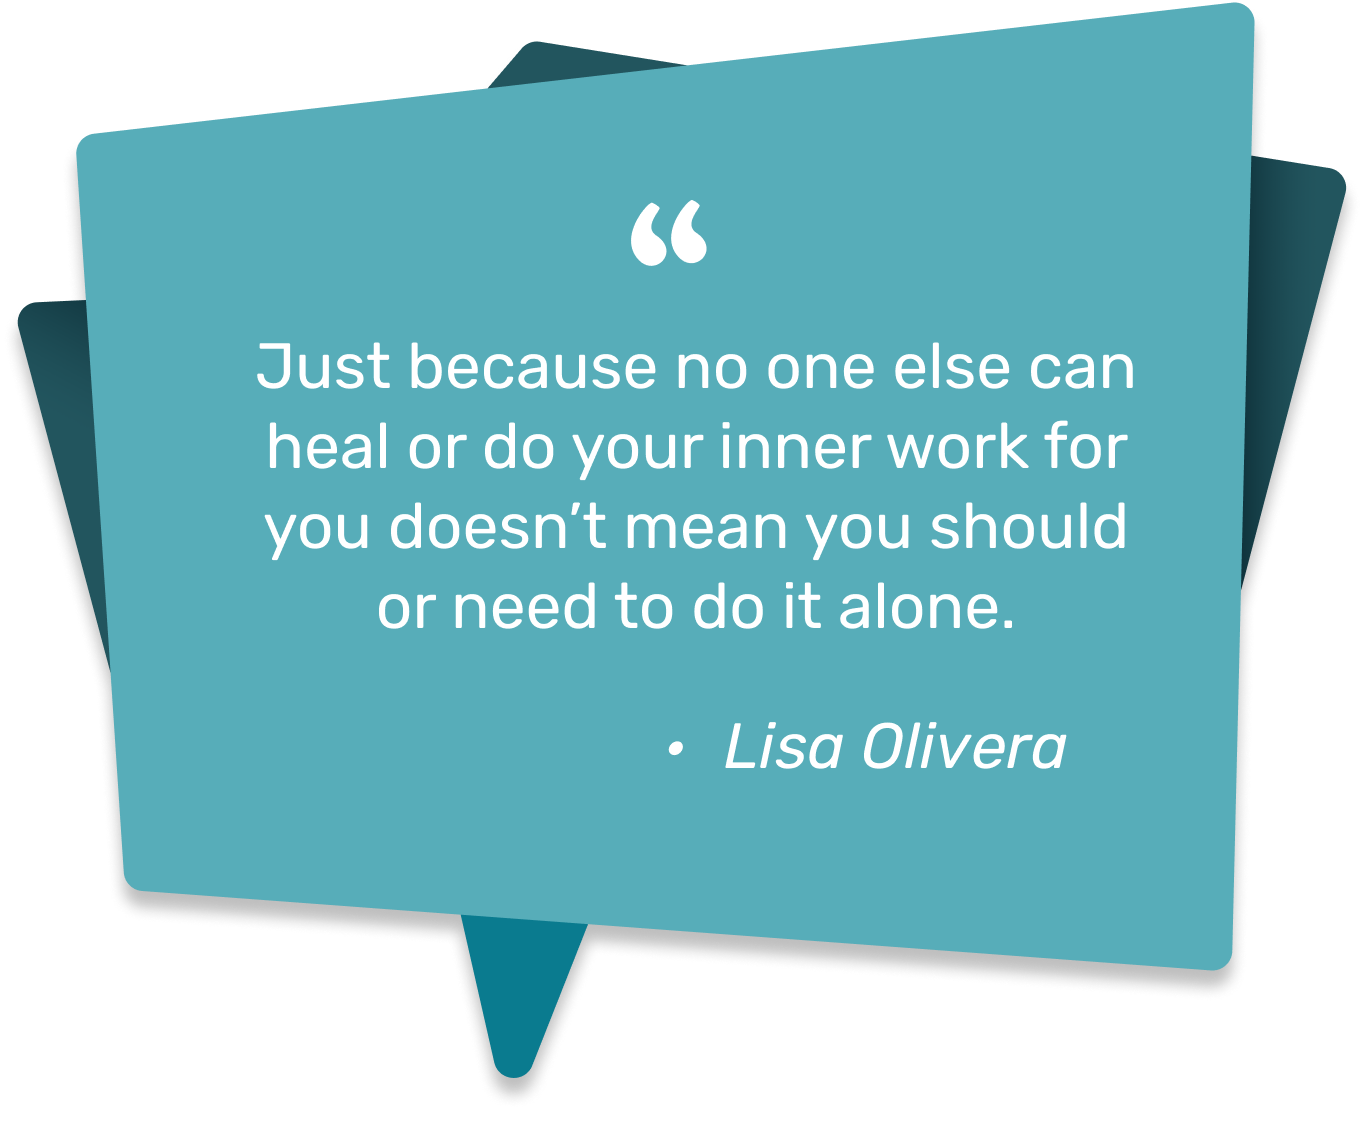 “
Just because no one else can
heal or do your inner work for
you doesn’t mean you should
or need to do it alone.
• Lisa Olivera